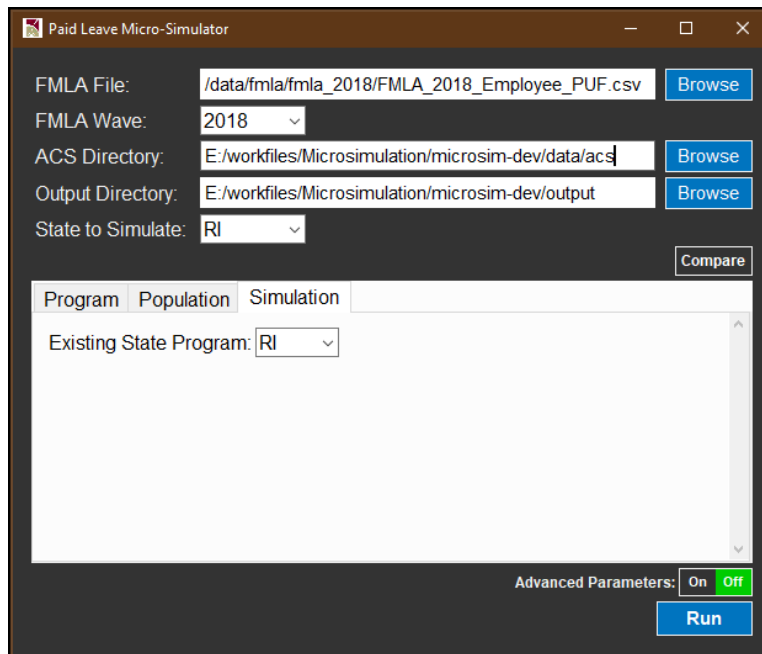 Paid Leave Micro-Simulator
FMLA File: /data/fmla/fmla_2018/FMLA_2018_Employee_PUF.csv Browse
FMLA Wave: 2018
ACS Directory: E:/workfiles/Microsimulation/microsim-dev/data/acs Browse
Output Directory: E:/workfiles/Microsimulation/microsim-dev/output Browse
State to Simulate: RI
Compare
Program Population Simulation
Existing State Program: RI
Advanced Parameters: On Off
Run